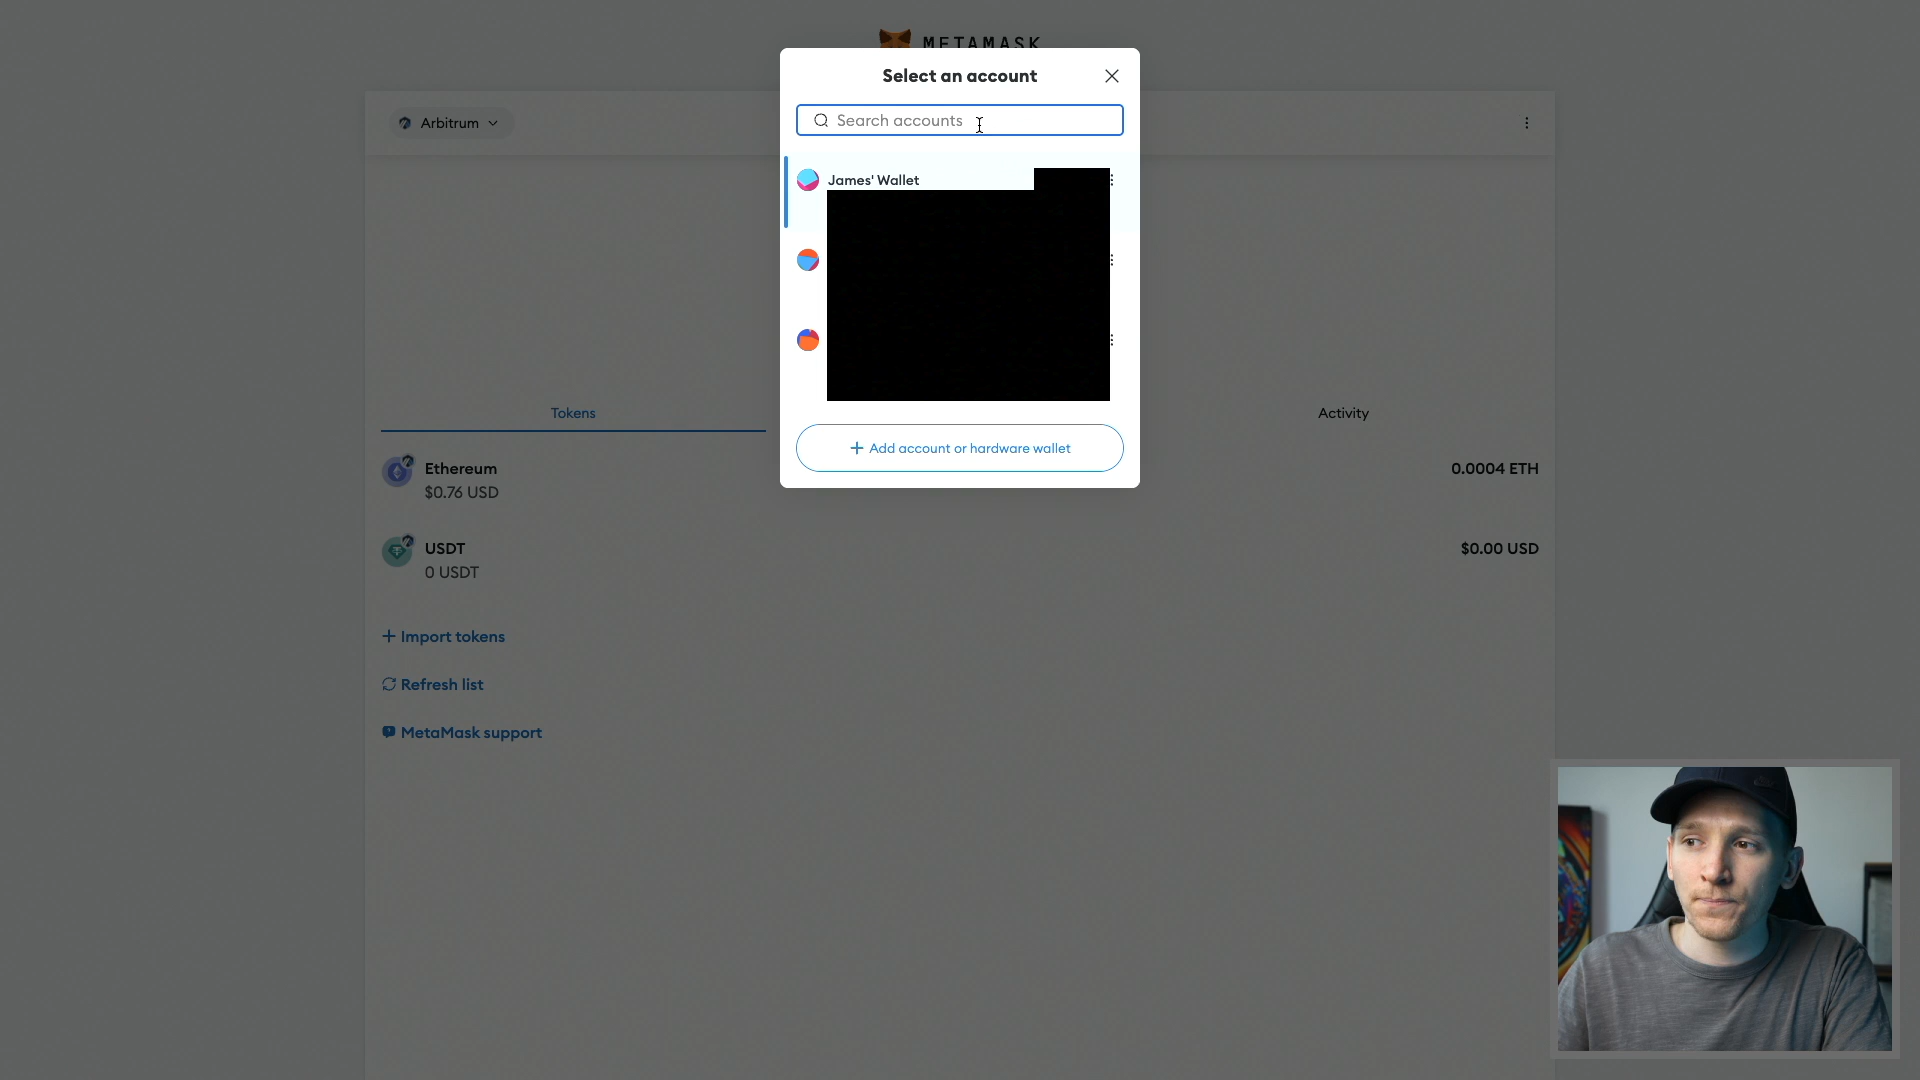 METAMASK
Select an account
Arbitrum
Search accounts
James' Wallet
Tokens
Activity
+ Add account or hardware wallet
Ethereum
0.0004 ETH
$0.76 USD
USDT
$0.00 USD
0 USDT
+ Import tokens
Refresh list
MetaMask support